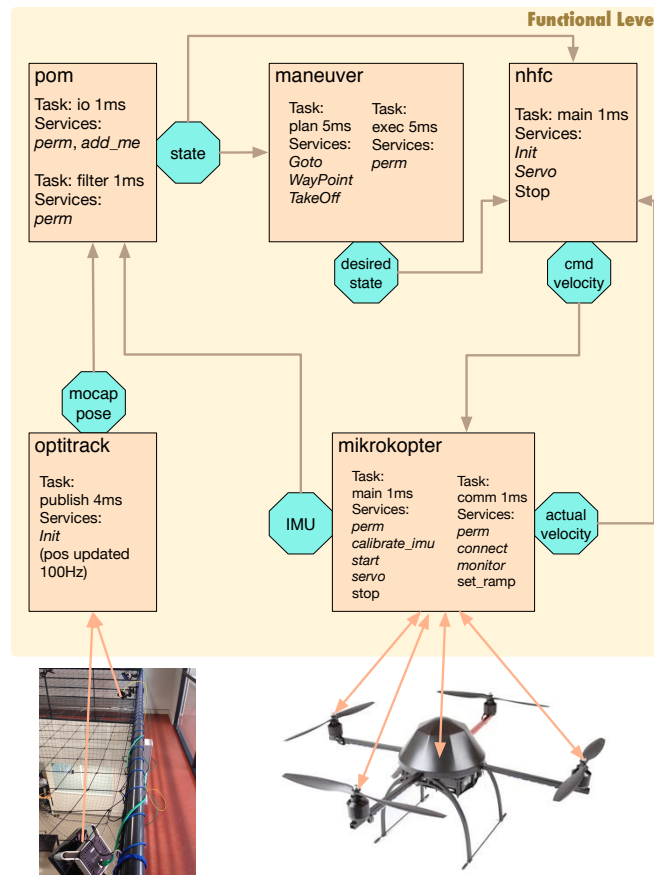 Functional Leve
pom
Task: io 1ms
Services:
perm, add_me
Task: filter 1ms
Services:
perm
state
maneuver
Task:
plan 5ms
Services:
Goto
WayPoint
TakeOff
Task:
exec 5ms
Services:
perm
nhfc
Task: main 1ms
Services:
Init
Servo
Stop
desired
state
cmd
velocity
mocap
pose
optitrack
Task:
publish 4ms
Services:
Init
(pos updated
100Hz)
IMU
mikrokopter
Task:
main 1ms
Services:
perm
calibrate_imu
start
servo
stop
Task:
comm 1ms
Services:
perm
connect
monitor
set_ramp
actual
velocity